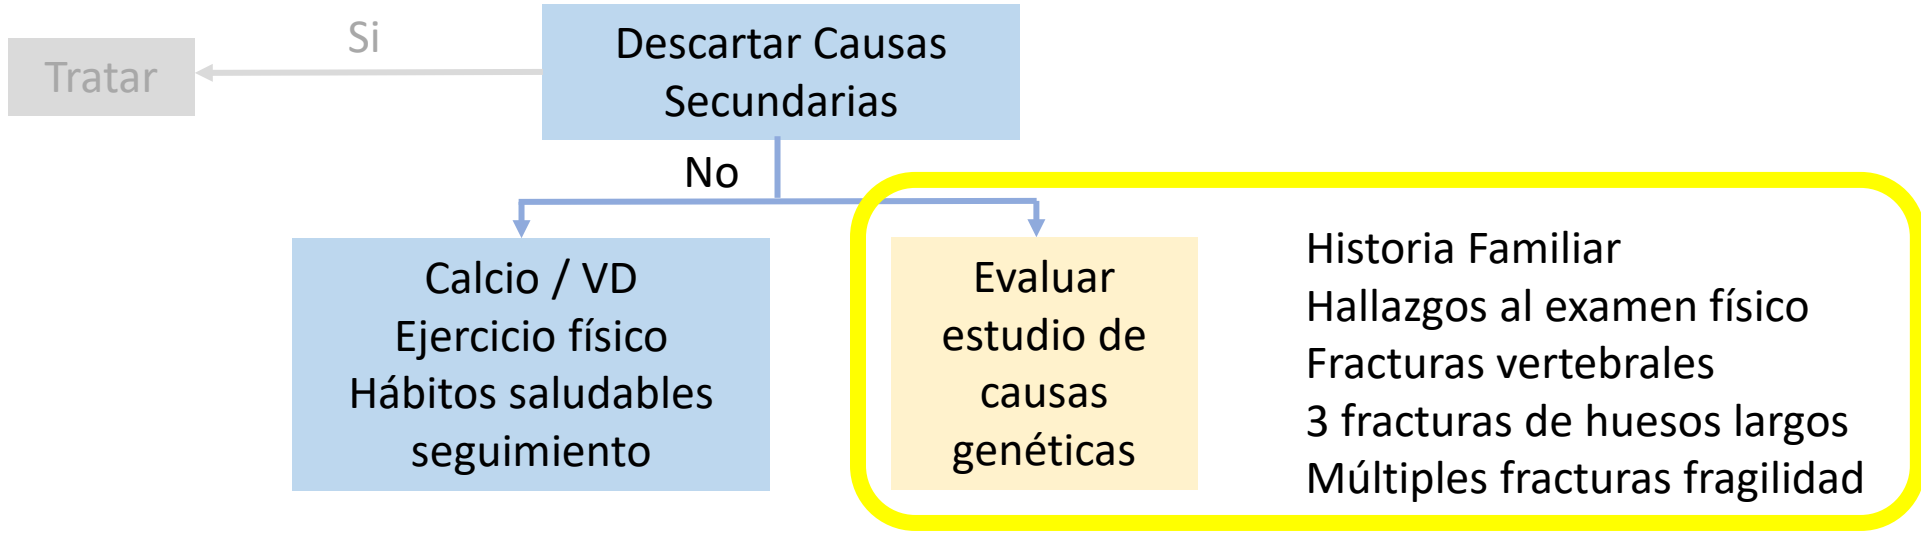 Si
Tratar
Descartar Causas
Secundarias
No
Calcio / VD
Ejercicio físico
Hábitos saludables
seguimiento
Evaluar
estudio de
causas
genéticas
Historia Familiar
Hallazgos al examen físico
Fracturas vertebrales
3 fracturas de huesos largos
Múltiples fracturas fragilidad